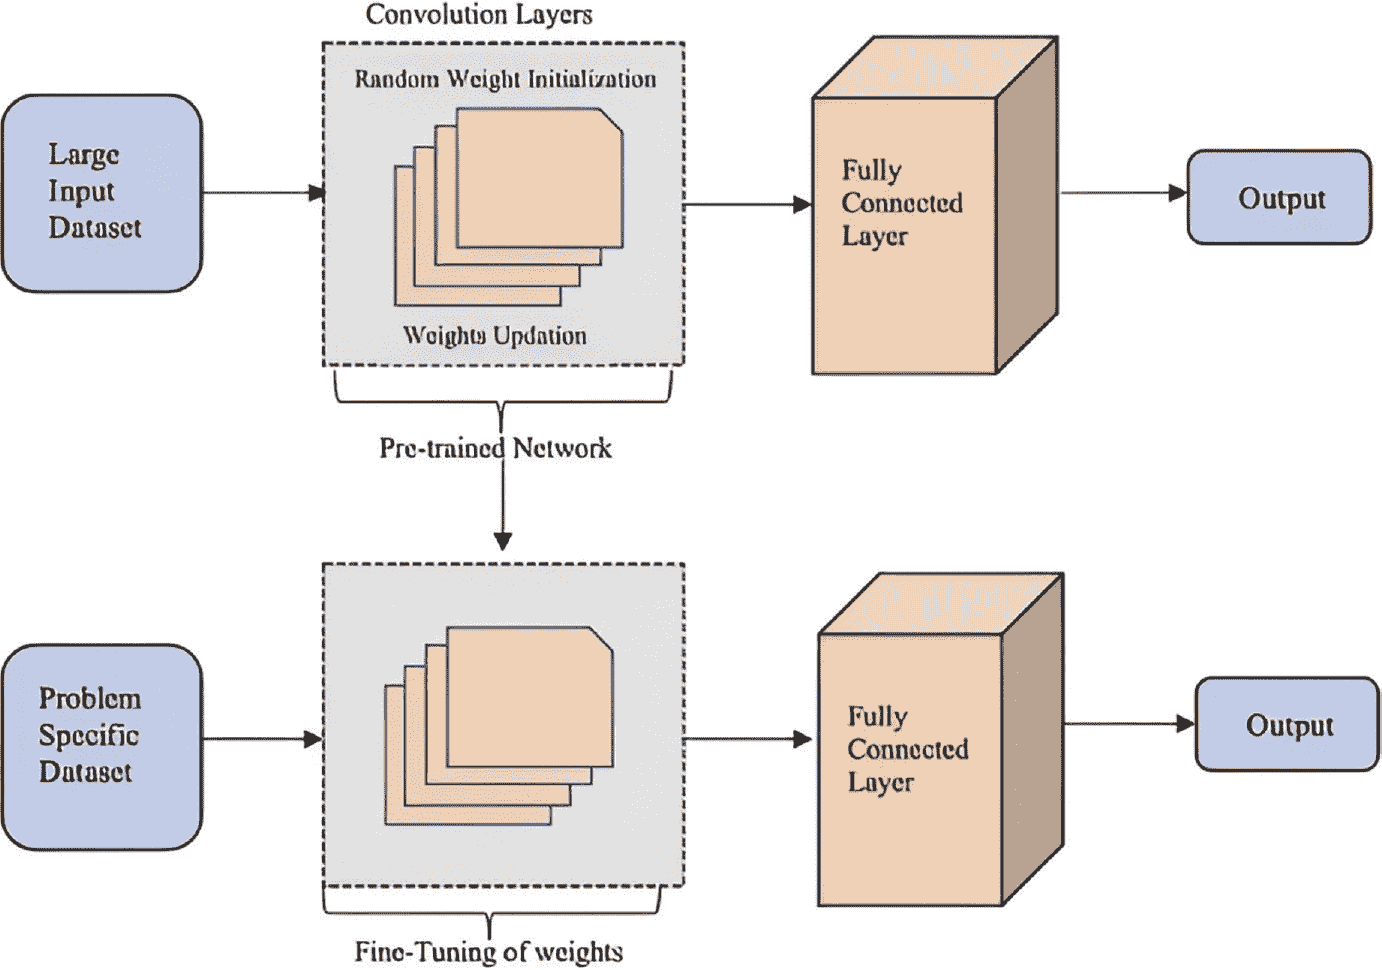 Convolution Layers
Random Weight Initialization
Large
Input
Dataset
Weights Updation
Fully
Connected
Layer
Output
Pre-trained Network
Problem
Specific
Dataset
Fully
Connected
Layer
Output
Fine-Tuning of weights